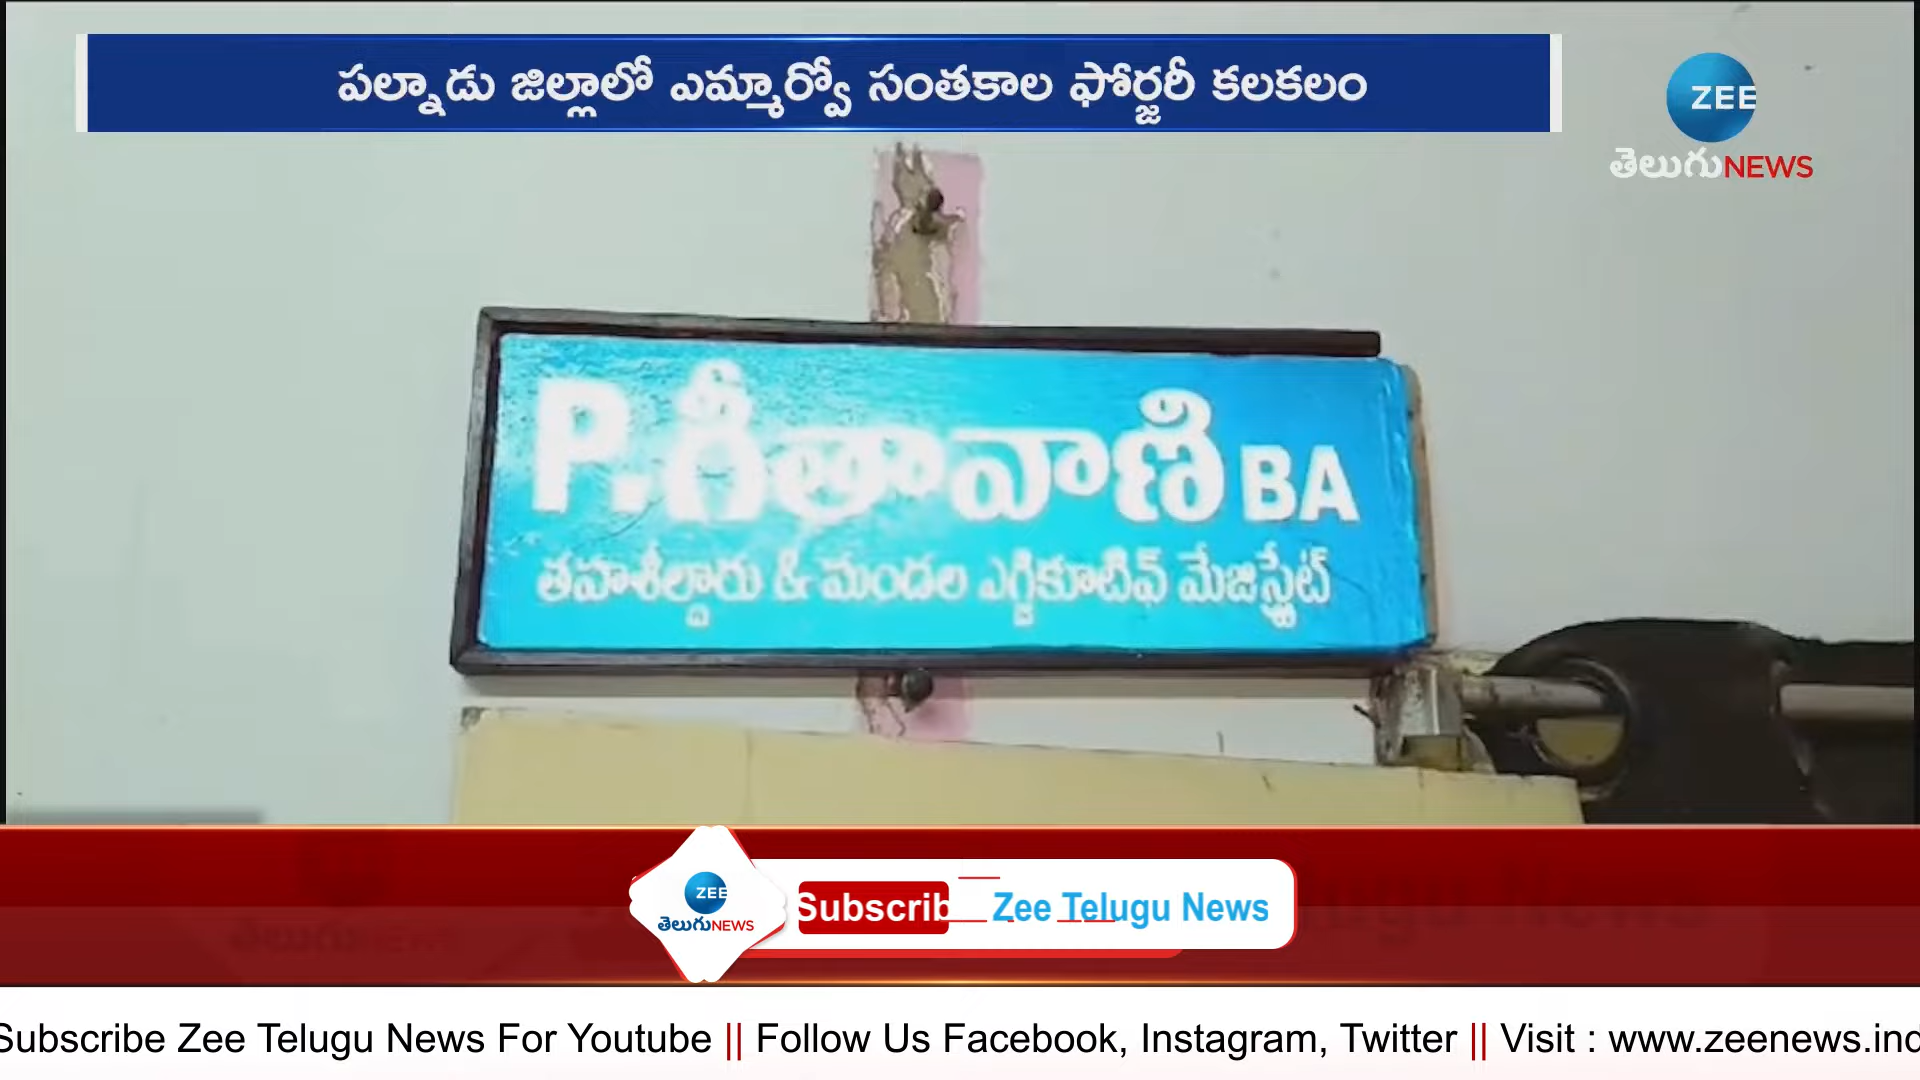 పల్నాడు జిల్లాలో ఎమ్మార్వో సంతకాల ఫోర్జరీ కలకలం
ZEE
తెలుగు NEWS
P.గీతావాణి BA
తహశీల్దారు & మండల ఎగ్జికూటివ్ మేజిస్ట్రేట్
ZEE
తెలుగు NEWS
Subscrib
Zee Telugu News
Subscribe Zee Telugu News For Youtube || Follow Us Facebook, Instagram, Twitter || Visit : www.zeenews.ind